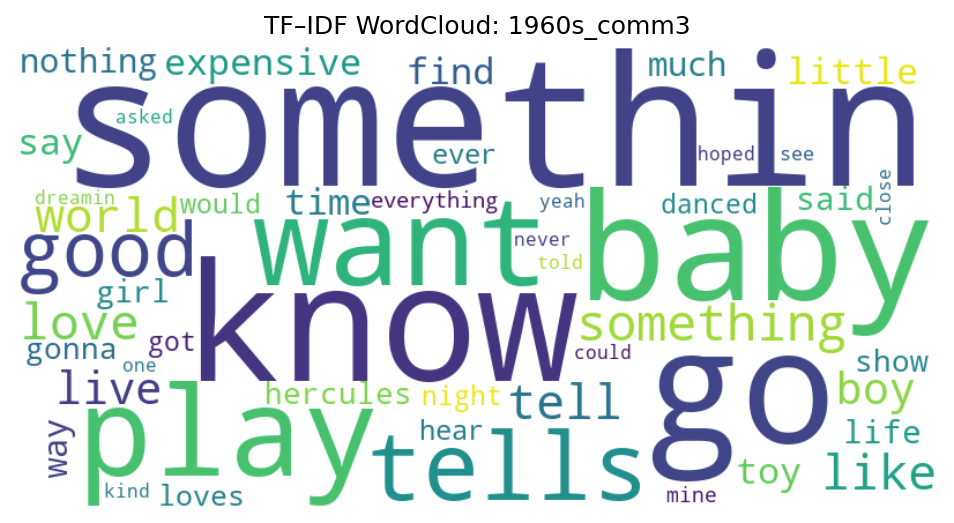 TF–IDF WordCloud: 1960s_comm3
nothing expensive find much little
somethin
asked
say ever hoped see
close
dreamin
world would time everything yeah danced said
good want never baby
told
girl
love know something
gonna got could
one show
live hercules night tell go boy
play
way hear life
tells toy like
kind loves mine